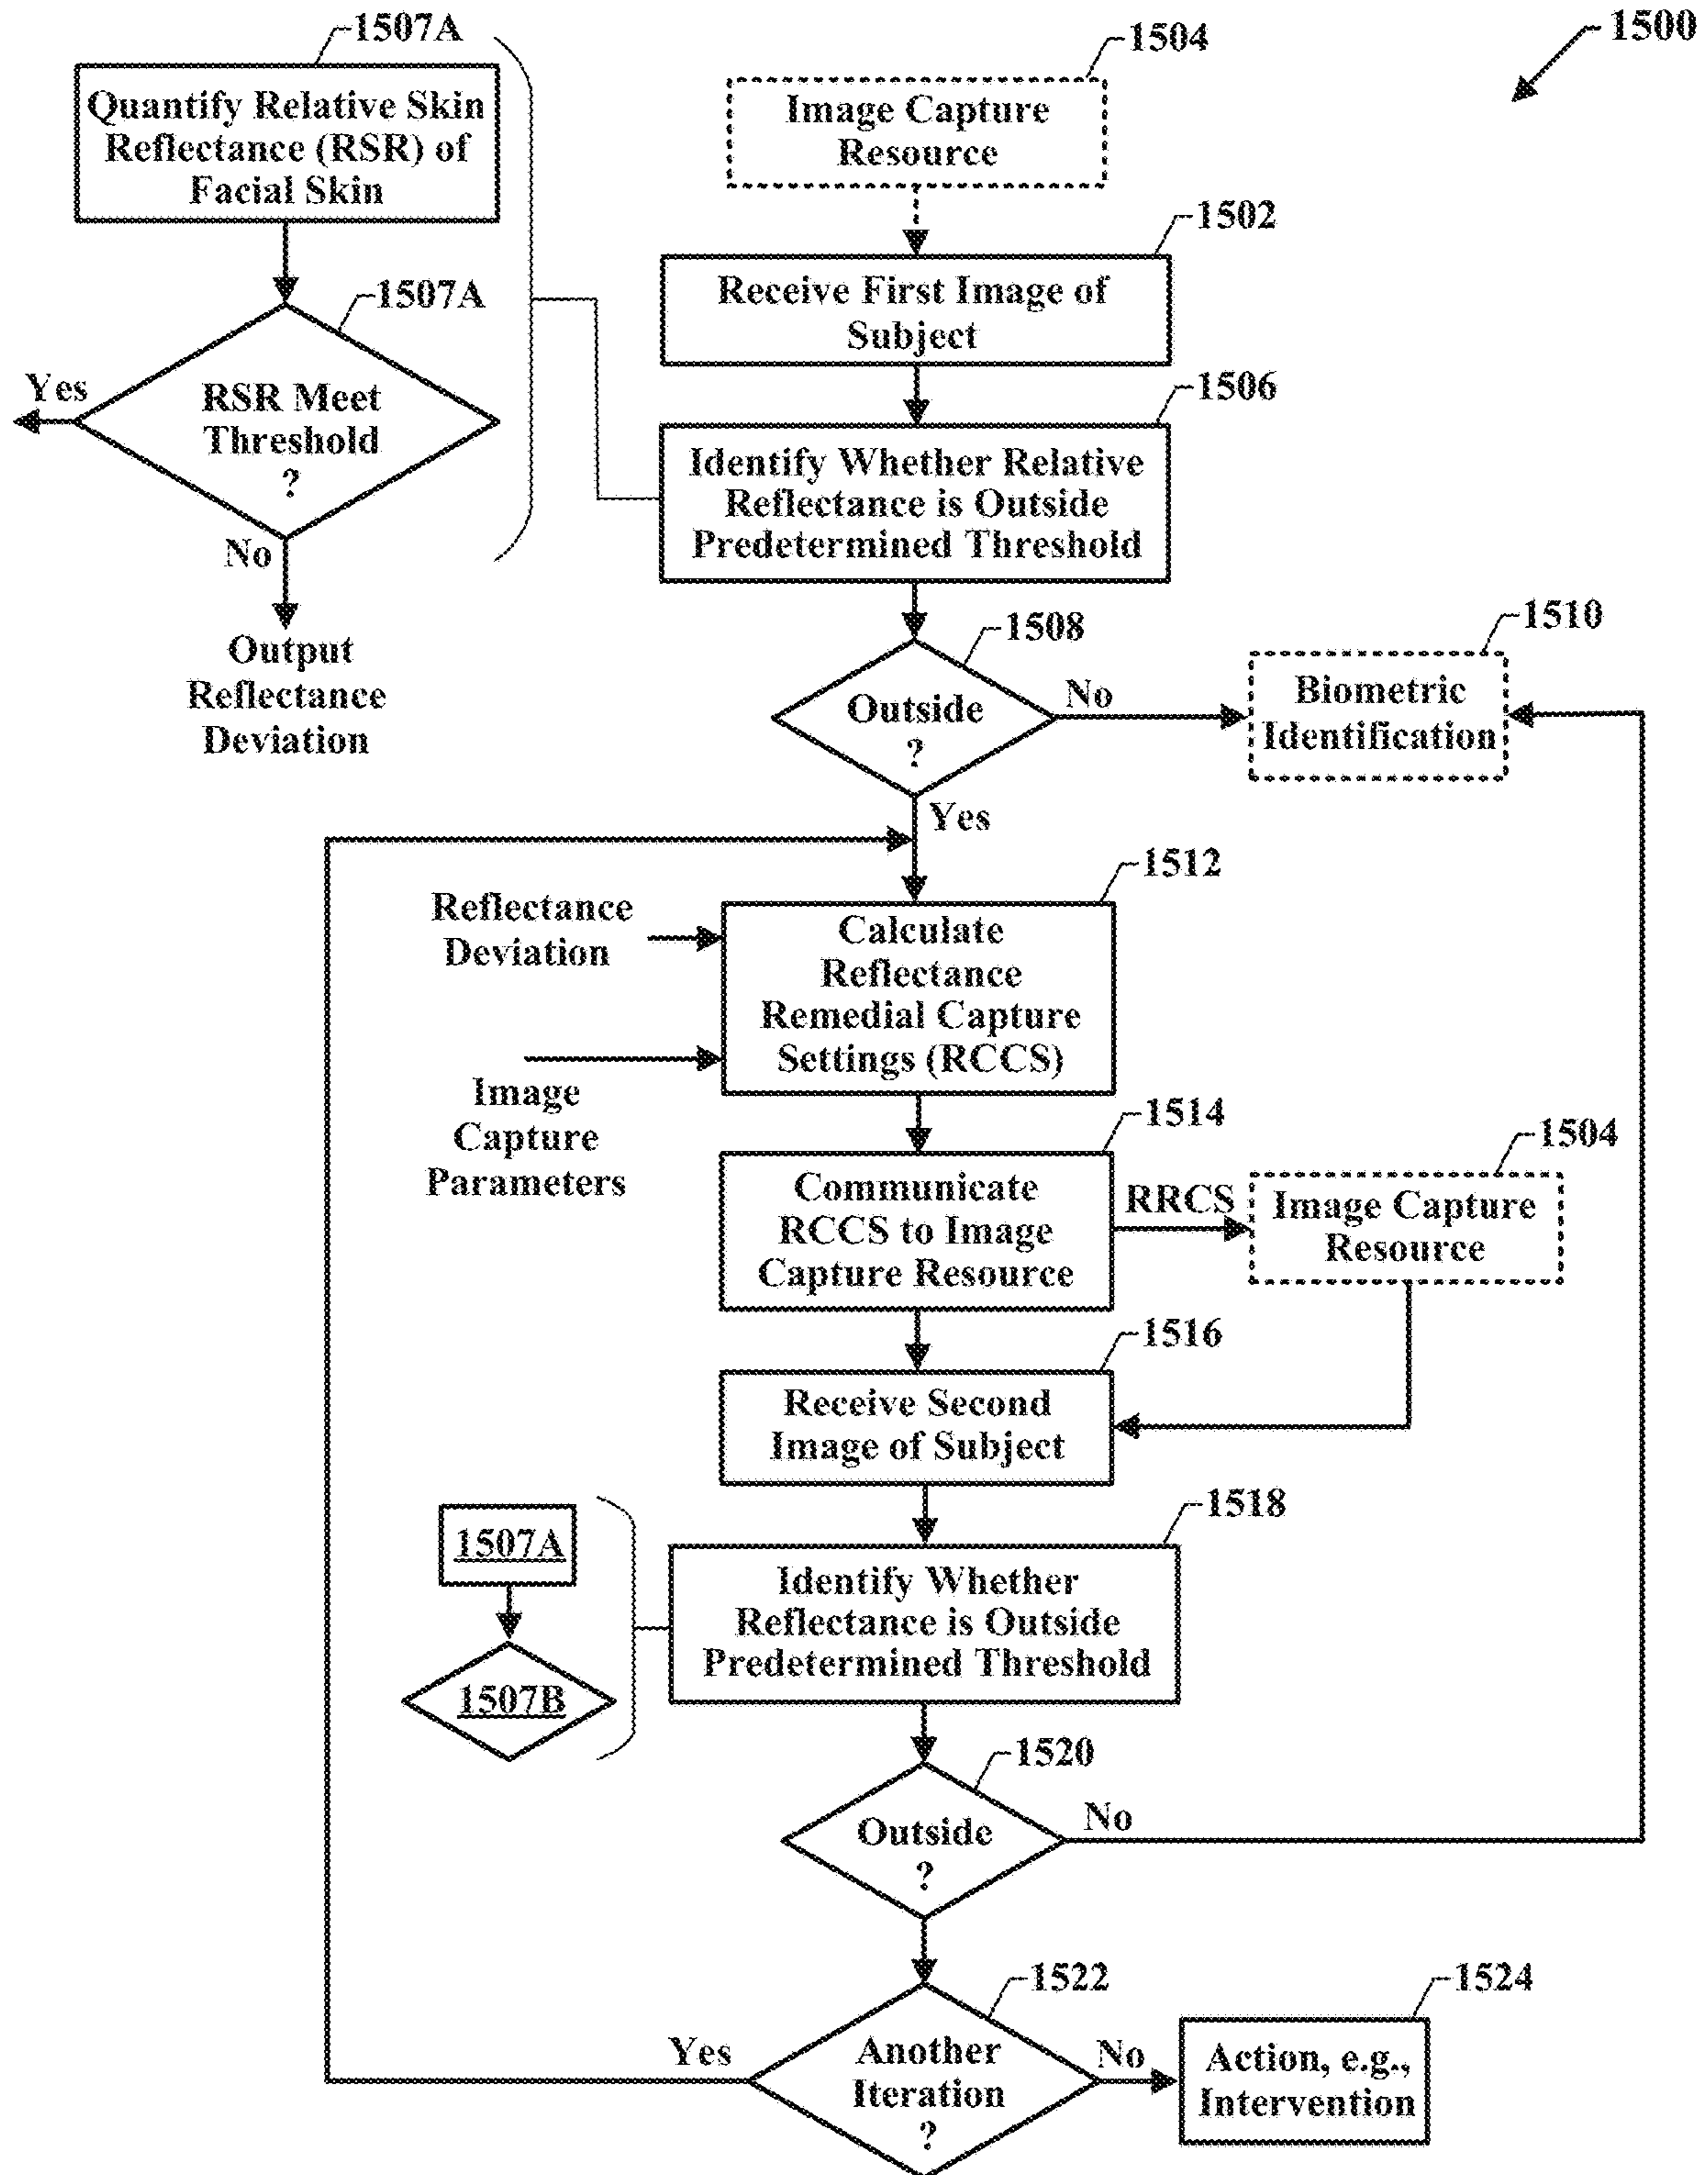 1500
1507A
Quantify Relative Skin
Reflectance (RSR) of
Facial Skin
1507A
RSR Meet
Threshold
?
Yes
No
Output
Reflectance
Deviation
1504
Image Capture
Resource
1502
Receive First Image of
Subject
1506
Identify Whether Relative
Reflectance is Outside
Predetermined Threshold
1508
Outside
?
No
Yes
1510
Biometric
Identification
Reflectance
Deviation
Image
Capture
Parameters
1512
Calculate
Reflectance
Remedial Capture
Settings (RCCS)
1514
Communicate
RCCS to Image
Capture Resource
RRCS
1504
Image Capture
Resource
1516
Receive Second
Image of Subject
1507A
1507B
1518
Identify Whether
Reflectance is Outside
Predetermined Threshold
1520
Outside
?
No
1522
Another
Iteration
?
Yes
No
1524
Action, e.g.,
Intervention